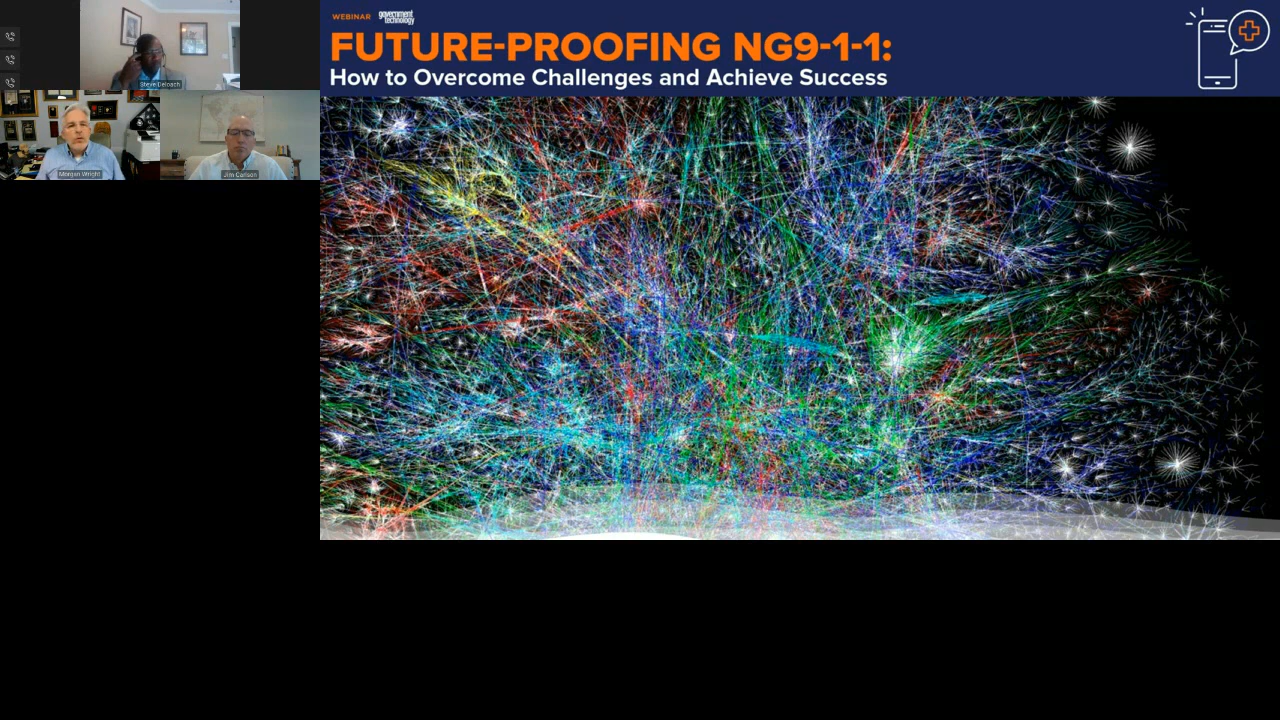 WEBINAR government technology
FUTURE-PROOFING NG9-1-1:
How to Overcome Challenges and Achieve Success
Steve Deloach
Morgan Wright
Jim Carlson